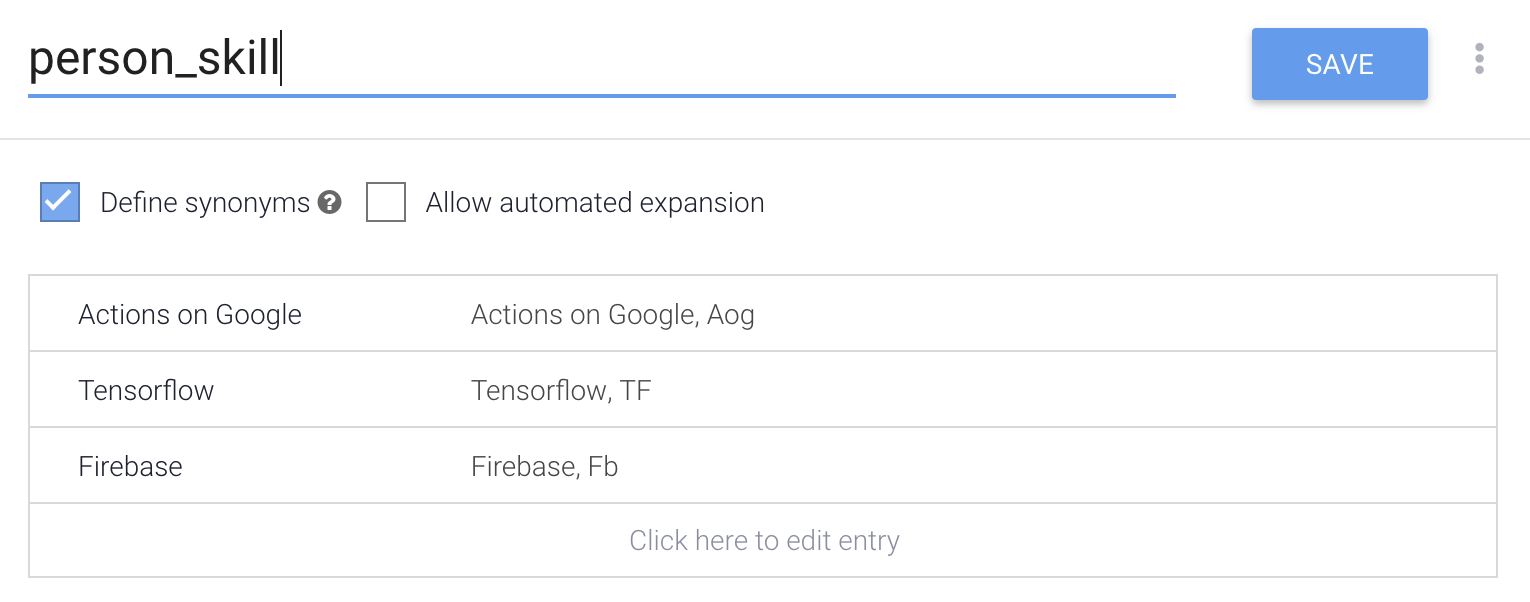 person_skill
SAVE
Define synonyms ? Allow automated expansion
Actions on Google Actions on Google, Aog
Tensorflow Tensorflow, TF
Firebase Firebase, Fb
Click here to edit entry